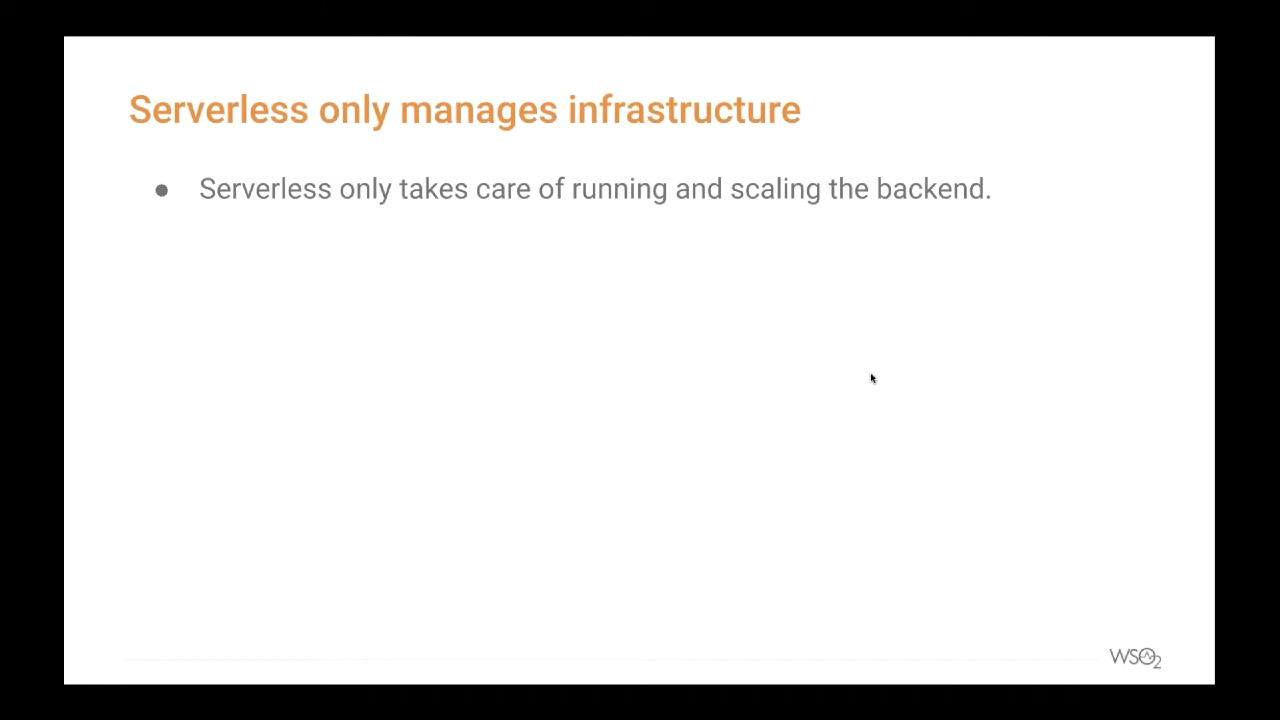 Serverless only manages infrastructure
● Serverless only takes care of running and scaling the backend.
WSO2